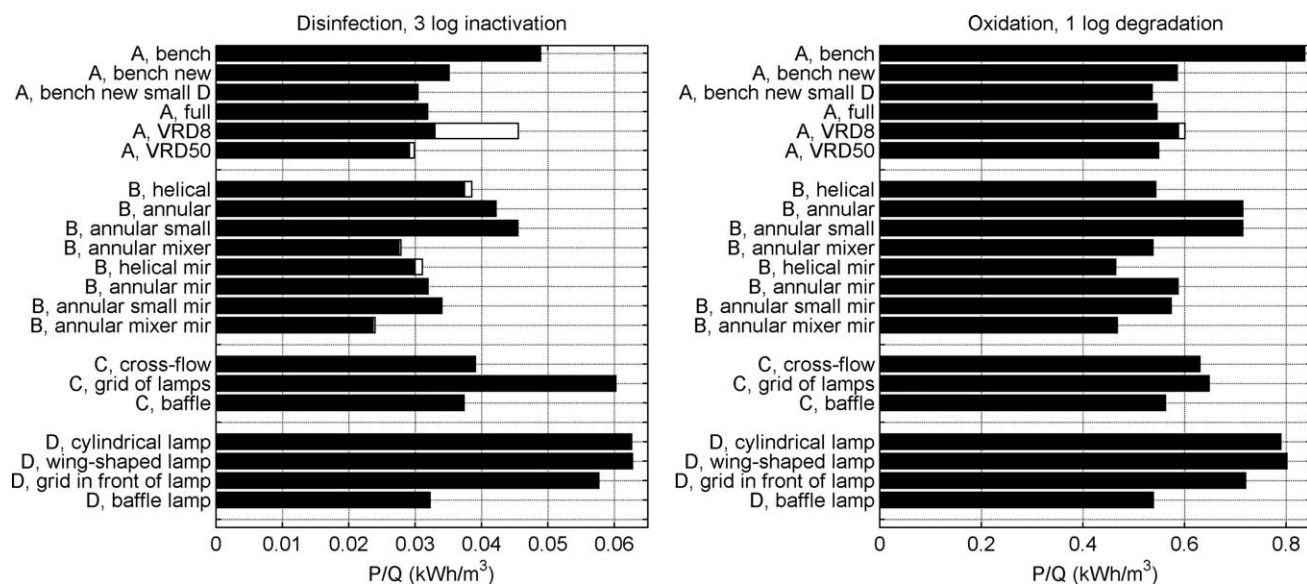 Disinfection, 3 log inactivation
A, bench
A, bench new
A, bench new small D
A, full
A, VRD8
A, VRD50
B, helical
B, annular
B, annular small
B, annular mixer
B, helical mir
B, annular mir
B, annular small mir
B, annular mixer mir
C, cross-flow
C, grid of lamps
C, baffle
D, cylindrical lamp
D, wing-shaped lamp
D, grid in front of lamp
D, baffle lamp
0 0.01 0.02 0.03 0.04 0.05 0.06
P/Q (kWh/m³)
Oxidation, 1 log degradation
A, bench
A, bench new
A, bench new small D
A, full
A, VRD8
A, VRD50
B, helical
B, annular
B, annular small
B, annular mixer
B, helical mir
B, annular mir
B, annular small mir
B, annular mixer mir
C, cross-flow
C, grid of lamps
C, baffle
D, cylindrical lamp
D, wing-shaped lamp
D, grid in front of lamp
D, baffle lamp
0 0.2 0.4 0.6 0.8
P/Q (kWh/m³)